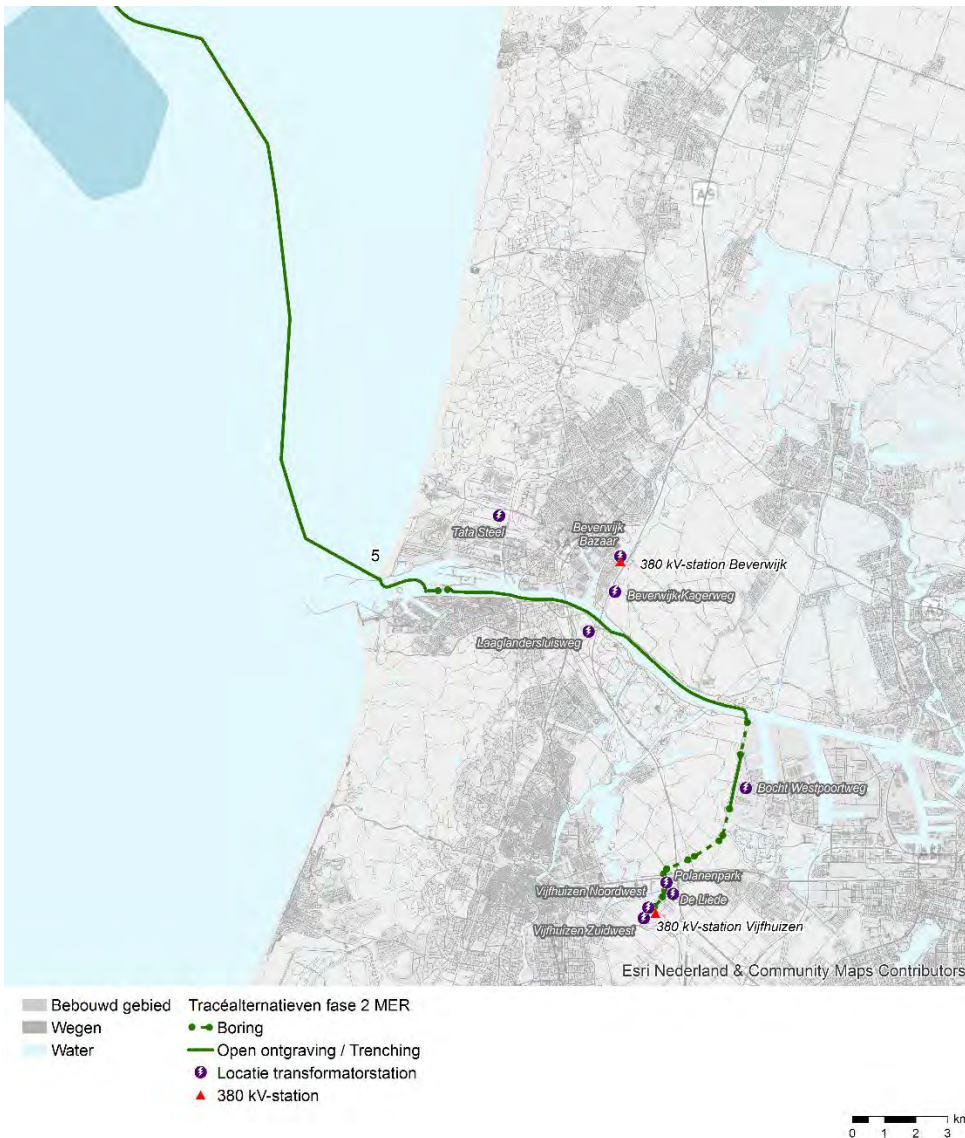 A9
5
Tata Steel
Beverwijk
Bazaar
380 kV-station Beverwijk
Beverwijk Kagerweg
Laaglandersluisweg
Bocht Westpoortweg
Polanenpark
Vijfhuizen Noordwest
De Liede
Vijfhuizen Zuidwest
380 kV-station Vijfhuizen
Esri Nederland & Community Maps Contributors
Bebouwd gebied
Wegen
Water
Tracéalternatieven fase 2 MER
Boring
Open ontgraving / Trenching
Locatie transformatorstation
380 kV-station
km
0 1 2 3